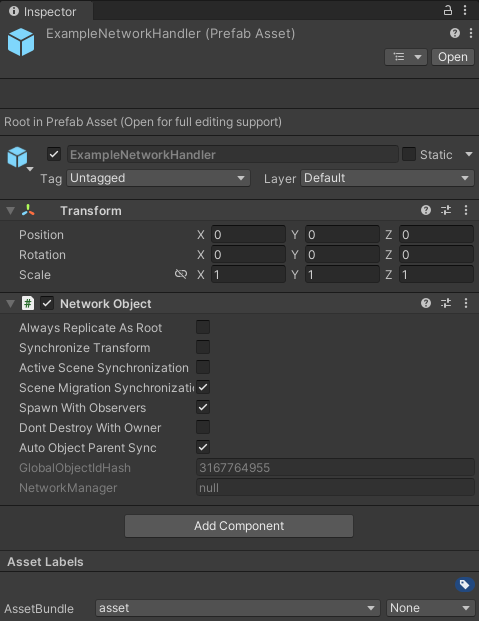 Inspector
ExampleNetworkHandler (Prefab Asset)
Open
Root in Prefab Asset (Open for full editing support)
ExampleNetworkHandler Static
Tag Untagged Layer Default
Transform
Position X 0 Y 0 Z 0
Rotation X 0 Y 0 Z 0
Scale X 1 Y 1 Z 1
# Network Object
Always Replicate As Root
Synchronize Transform
Active Scene Synchronization
Scene Migration Synchronizati
Spawn With Observers
Dont Destroy With Owner
Auto Object Parent Sync
GlobalObjectIdHash 3167764955
NetworkManager null
Add Component
Asset Labels
AssetBundle asset None